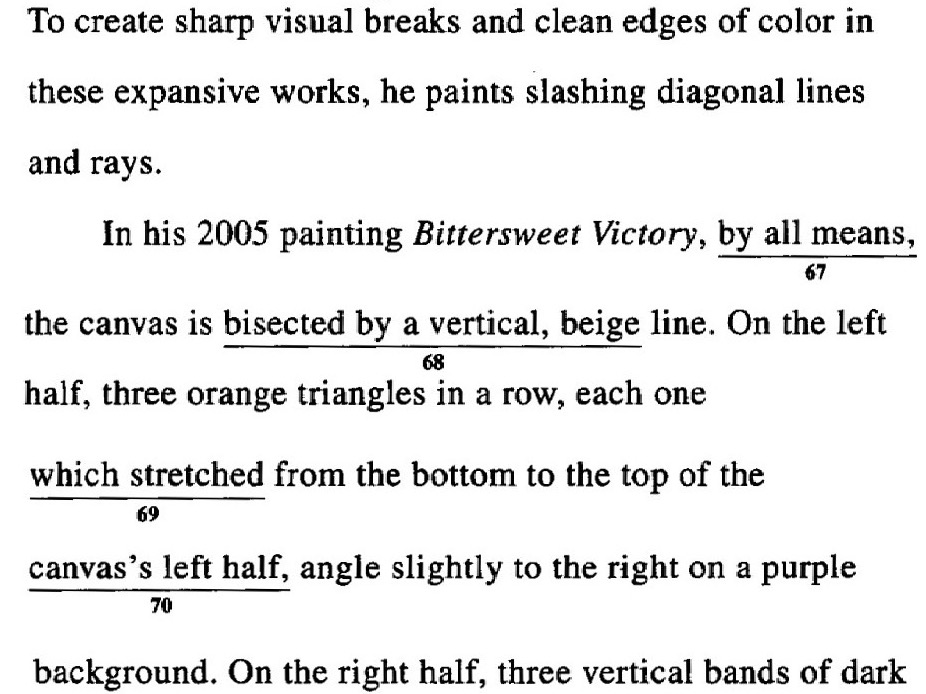 To create sharp visual breaks and clean edges of color in
these expansive works, he paints slashing diagonal lines
and rays.
In his 2005 painting Bittersweet Victory, by all means,
67
the canvas is bisected by a vertical, beige line. On the left
68
half, three orange triangles in a row, each one
which stretched from the bottom to the top of the
69
canvas's left half, angle slightly to the right on a purple
70
background. On the right half, three vertical bands of dark